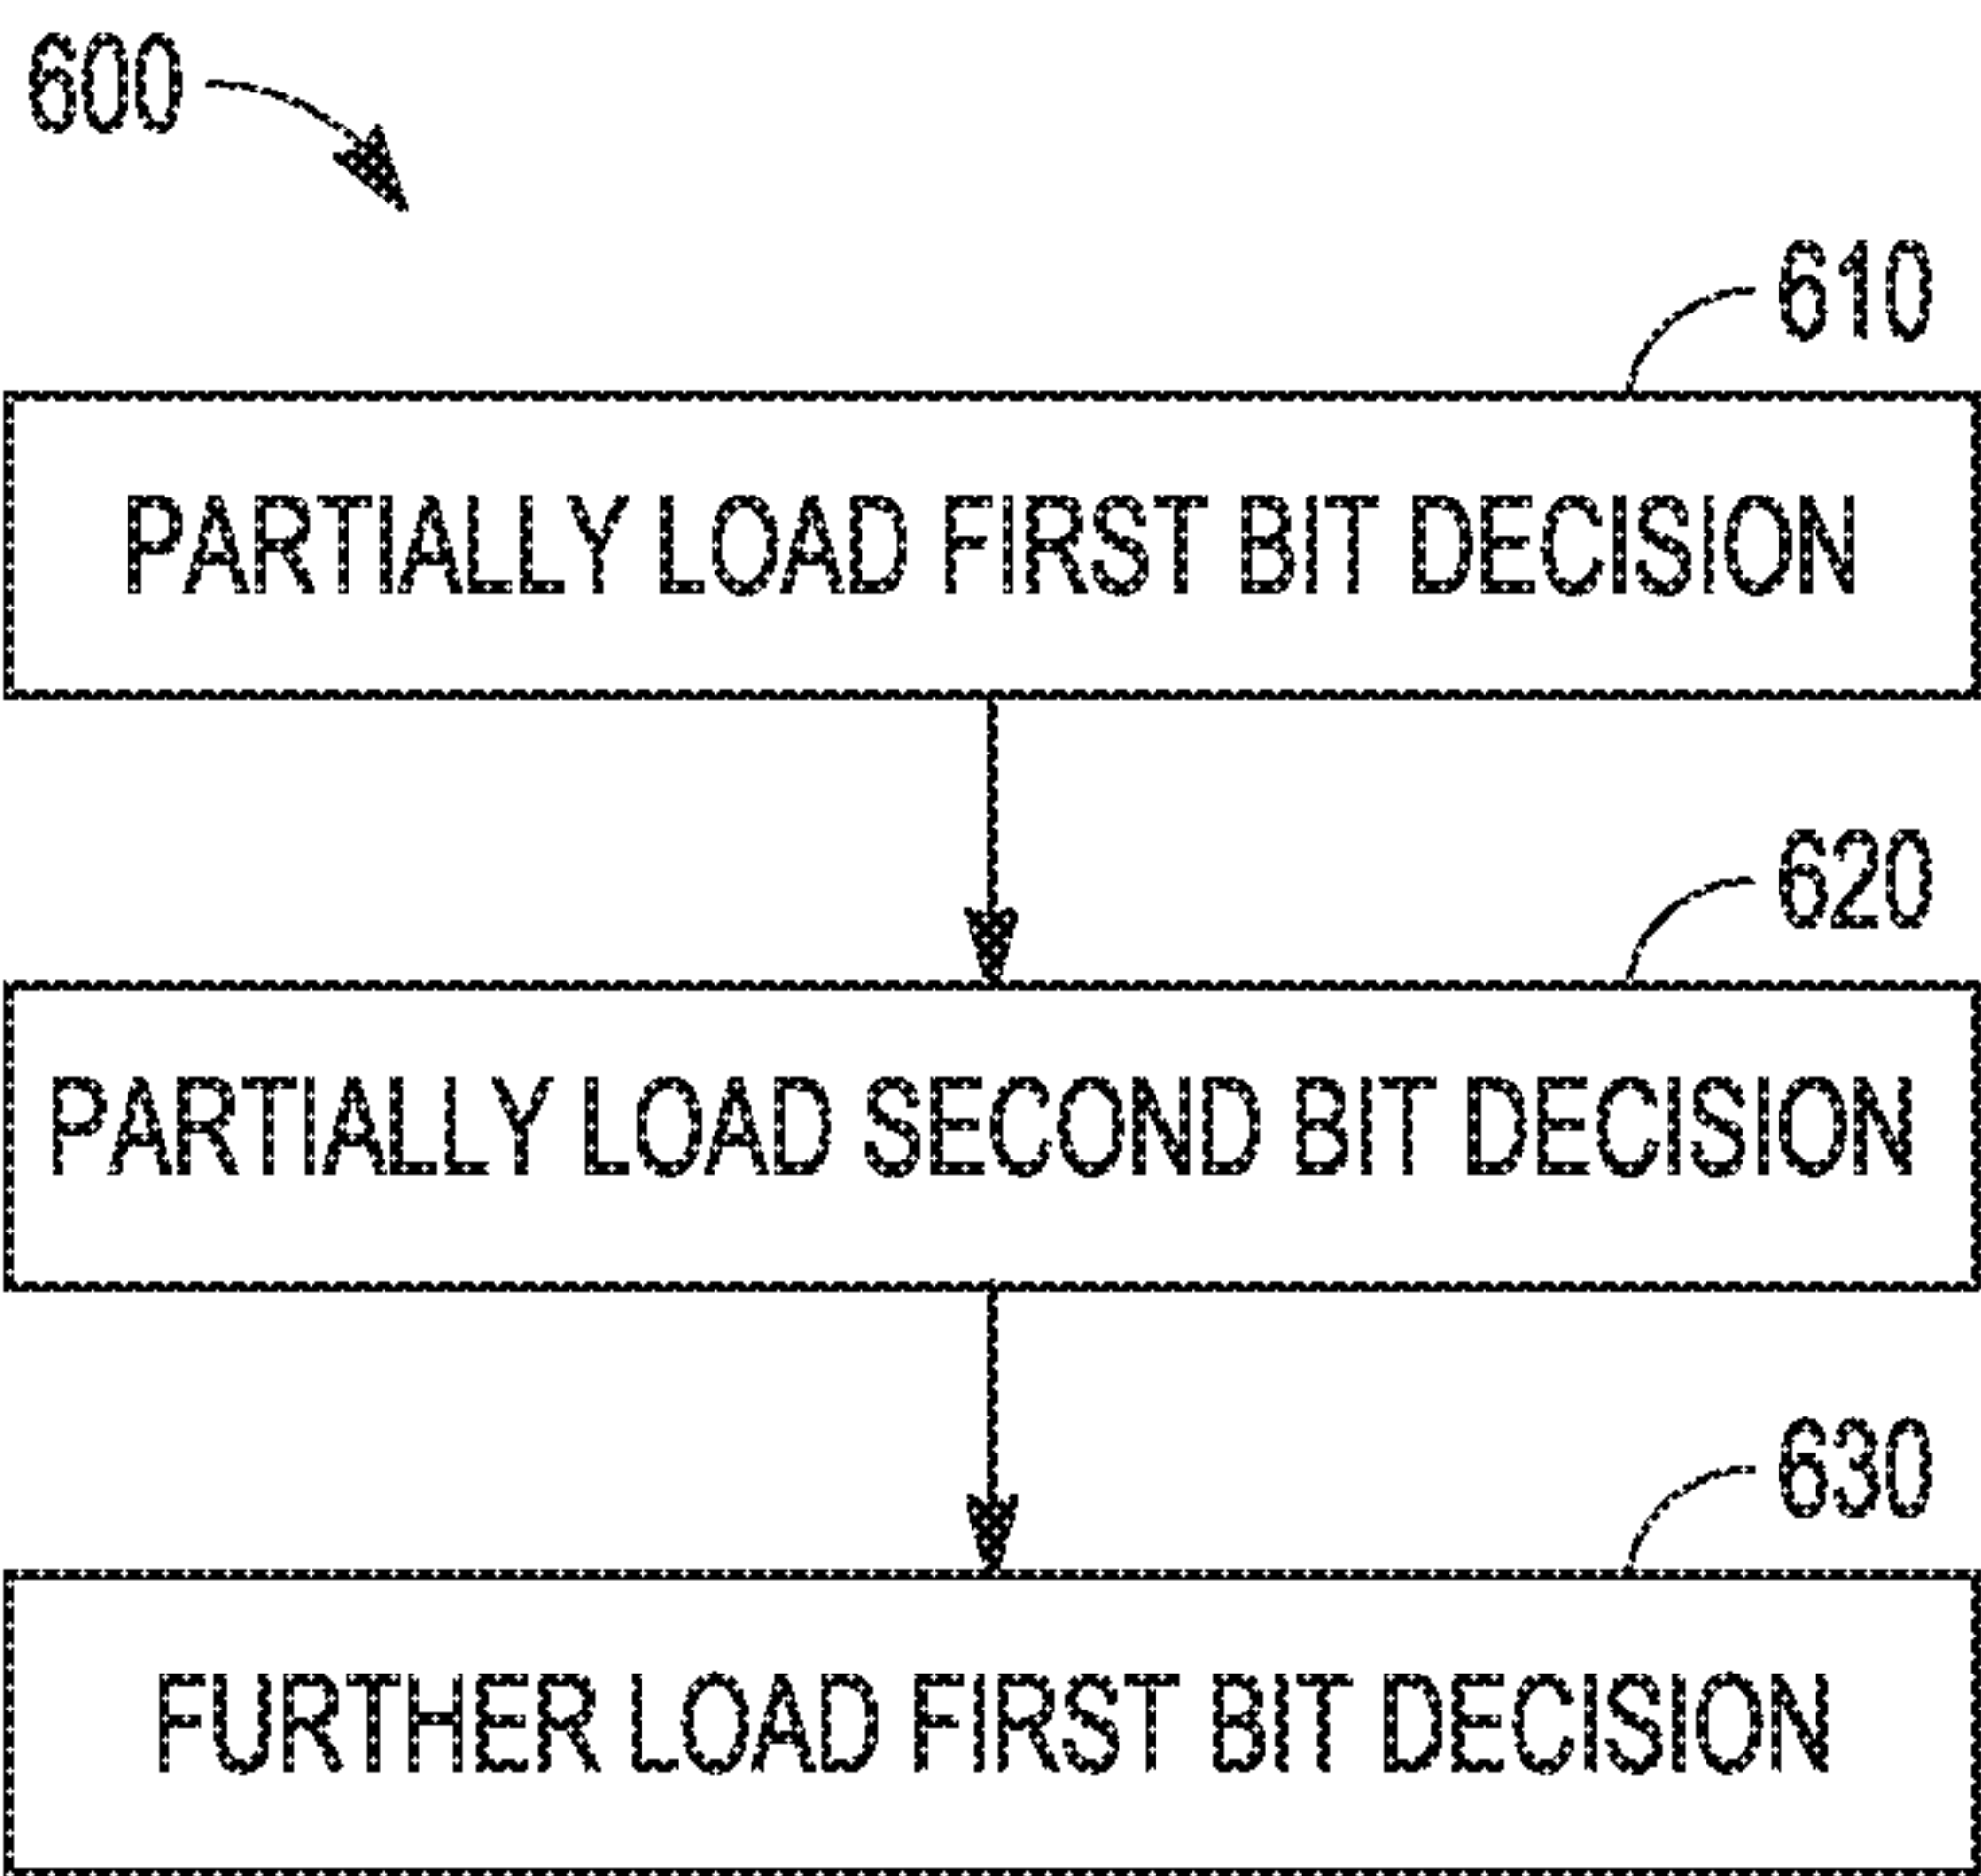 600
610
PARTIALLY LOAD FIRST BIT DECISION
620
PARTIALLY LOAD SECOND BIT DECISION
630
FURTHER LOAD FIRST BIT DECISION